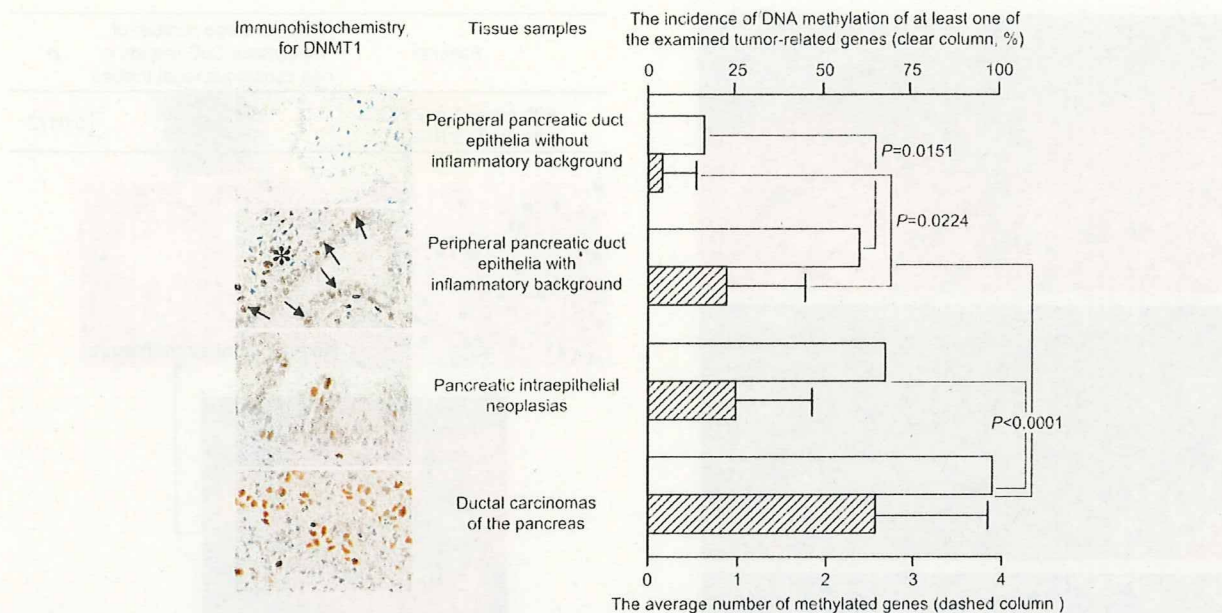 Immunohistochemistry
for DNMT1
Tissue samples
The incidence of DNA methylation of at least one of
the examined tumor-related genes (clear column, %)
0 25 50 75 100
Peripheral pancreatic duct
epithelia without
inflammatory background
P=0.0151
P=0.0224
Peripheral pancreatic duct
epithelia with
inflammatory background
*
Pancreatic intraepithelial
neoplasias
P<0.0001
Ductal carcinomas
of the pancreas
0 1 2 3 4
The average number of methylated genes (dashed column )